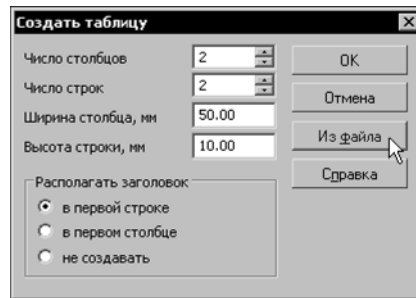 Создать таблицу
Число столбцов 2 OK
Число строк 2 Отмена
Ширина столбца, мм 50.00 Из файла
Высота строки, мм 10.00 Справка
Располагать заголовок
в первой строке
в первом столбце
не создавать